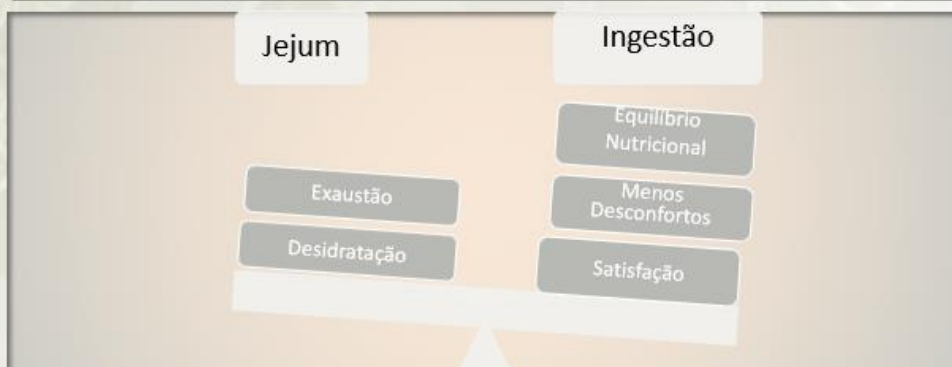 Jejum
Ingestão
Equilíbrio
Nutricional
Exaustão
Menos
Desconfortos
Desidratação
Satisfação